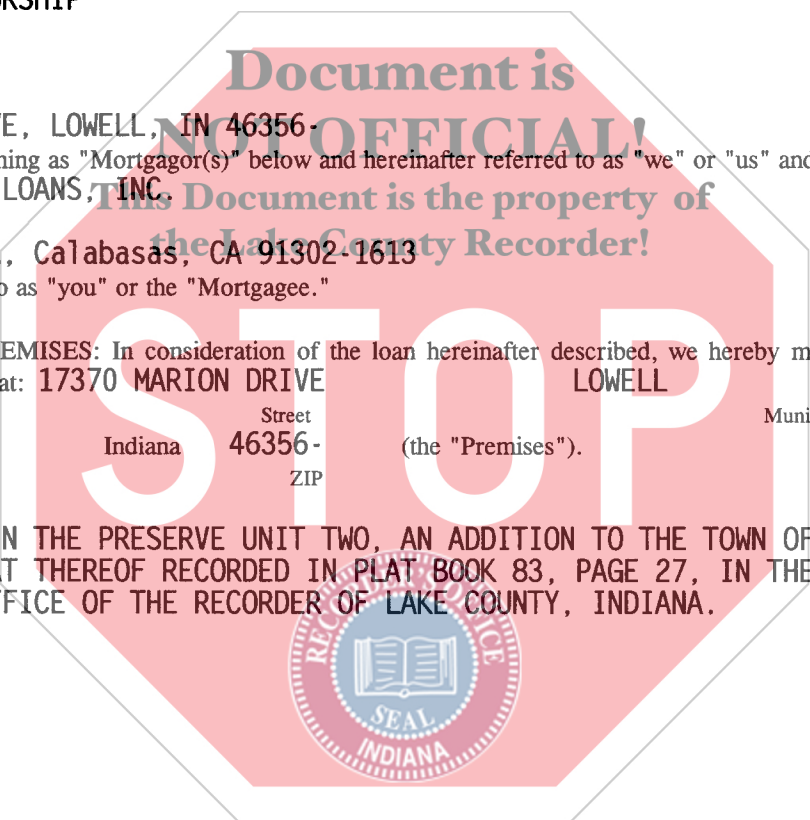 ORSHIP
Document is
E, LOWELL, IN 46356-
NOT OFFICIAL!
ning as "Mortgagor(s)" below and hereinafter referred to as "we" or "us" and
LOANS, INC.
This Document is the property of
the Lake County Recorder!
., Calabasas, CA 91302-1613
o as "you" or the "Mortgagee."
STOP
EMISES: In consideration of the loan hereinafter described, we hereby m
at: 17370 MARION DRIVE LOWELL
Street Muni
Indiana 46356- (the "Premises").
ZIP
N THE PRESERVE UNIT TWO, AN ADDITION TO THE TOWN OF
T THEREOF RECORDED IN PLAT BOOK 83, PAGE 27, IN THE
FICE OF THE RECORDER OF LAKE COUNTY, INDIANA.
SEAL
INDIANA